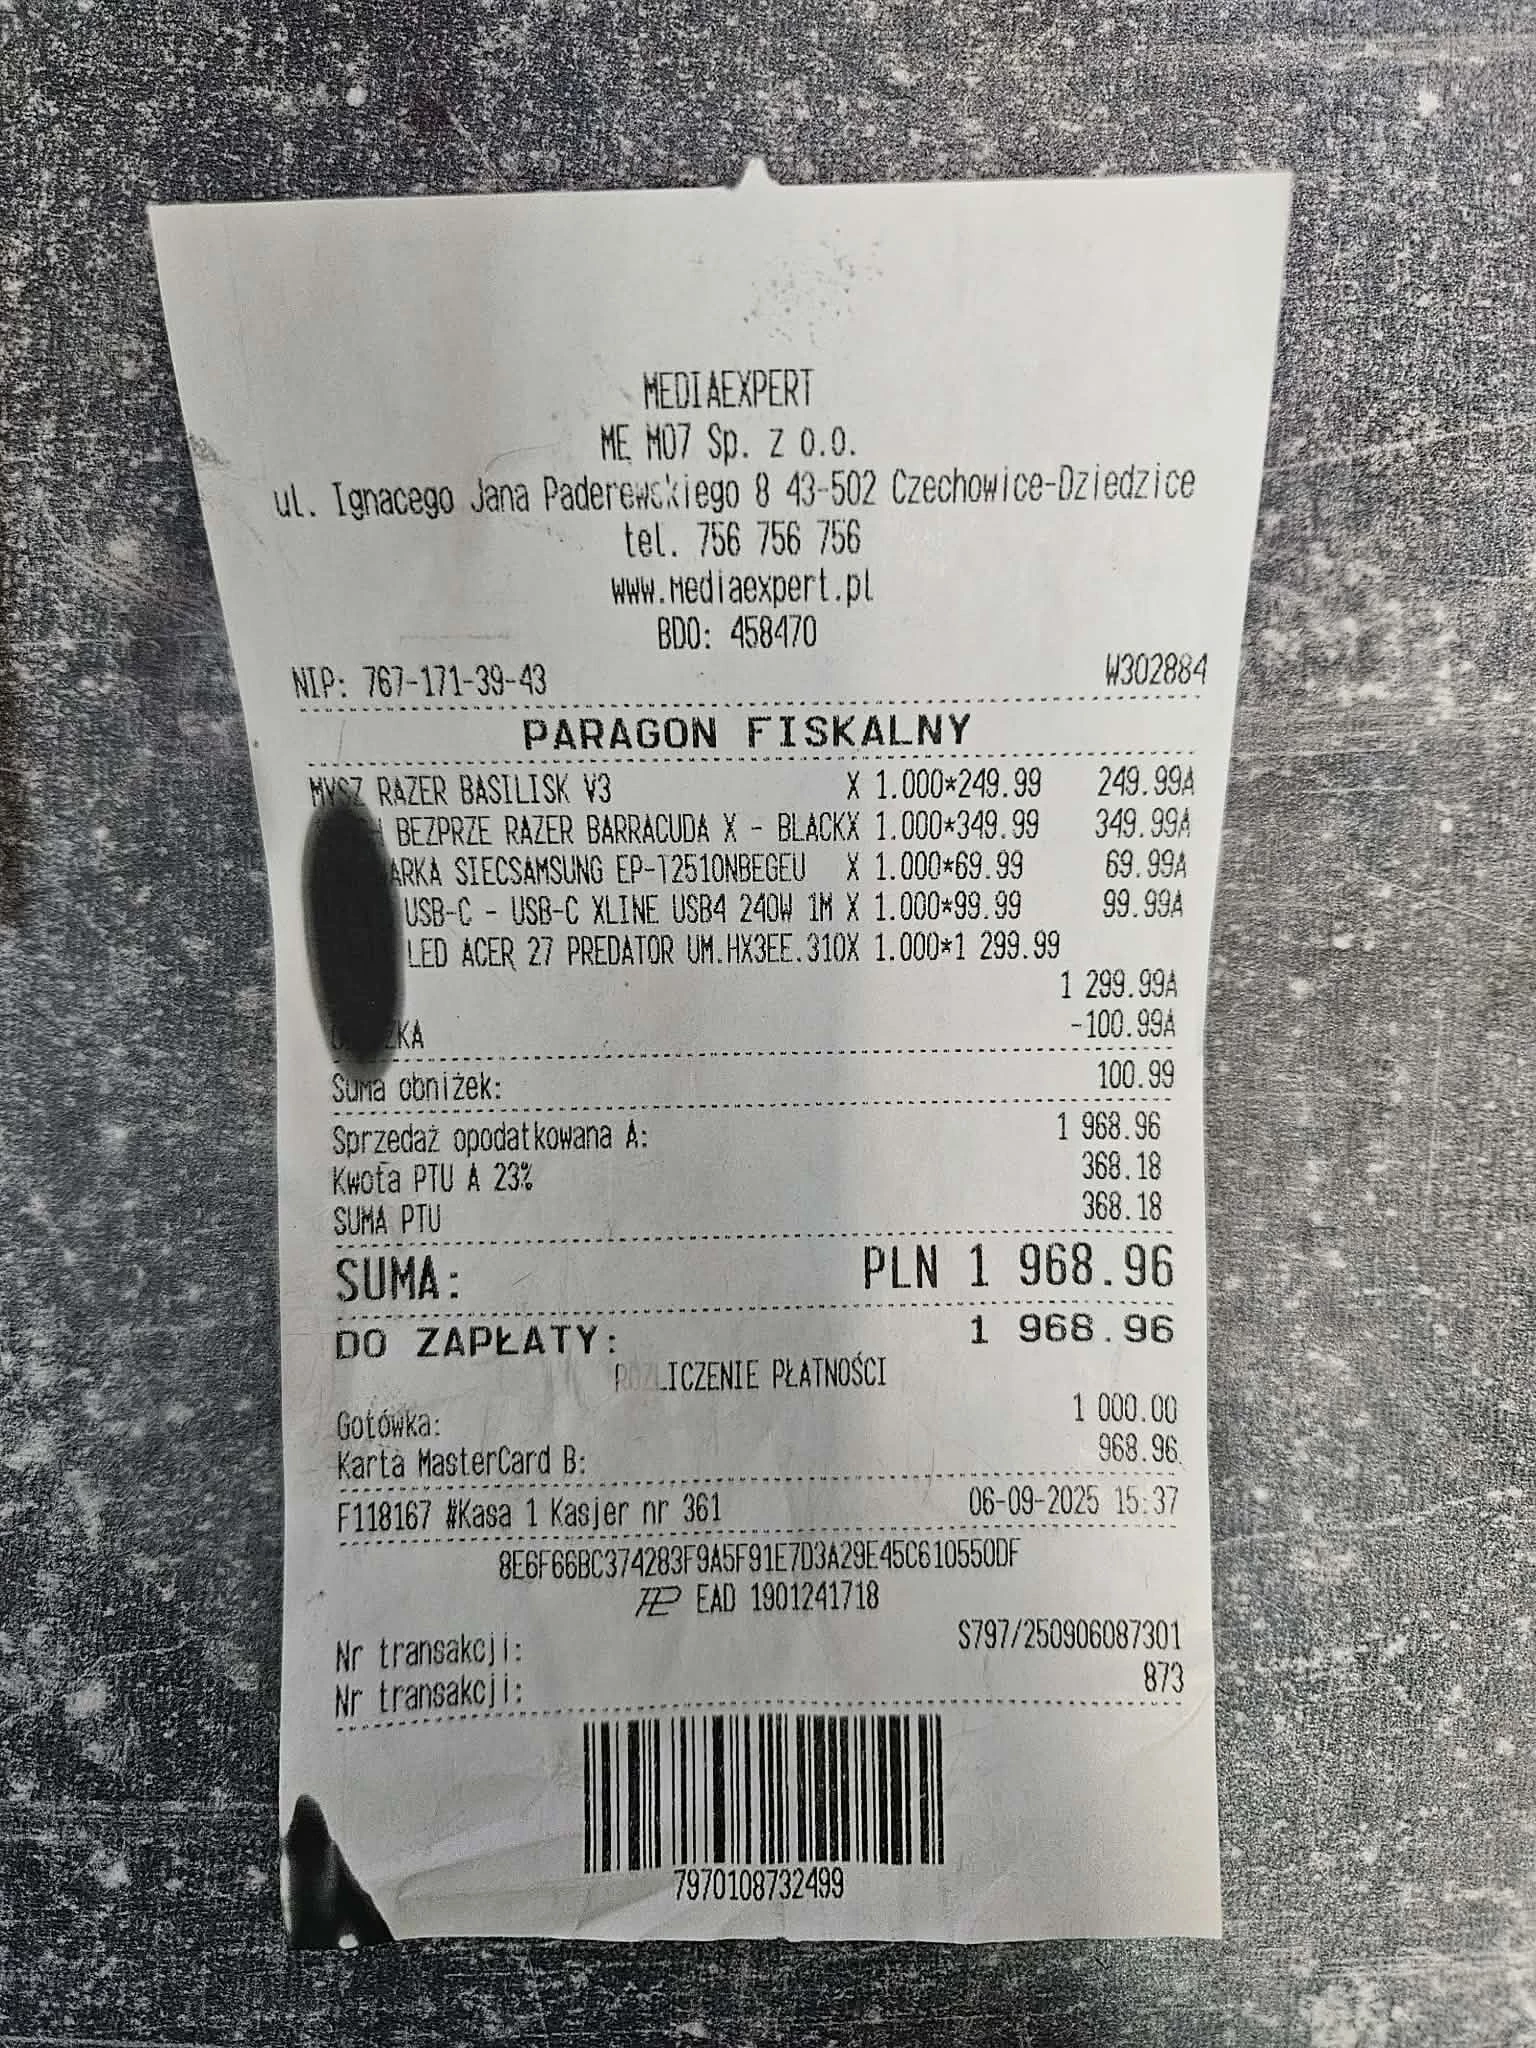 MEDIAEXPERT
ME M07 Sp. z o.o.
ul. Ignacego Jana Paderewskiego 8 43-502 Czechowice-Dziedzice
tel. 756 756 756
www.mediaexpert.pl
BDO: 458470
NIP: 767-171-39-43 W302884
PARAGON FISKALNY
MYSZ RAZER BASILISK V3 X 1.000*249.99 249.99A
BEZPRZE RAZER BARRACUDA X - BLACKX 1.000*349.99 349.99A
ARKA SIECSAMSUNG EP-T2510NBEGEU X 1.000*69.99 69.99A
USB-C - USB-C XLINE USB4 240W 1M X 1.000*99.99 99.99A
LED ACER 27 PREDATOR UM.HX3EE.310X 1.000*1 299.99
1 299.99A
-100.99A
Suma obniżek: 100.99
Sprzedaż opodatkowana A: 1 968.96
Kwota PTU A 23% 368.18
SUMA PTU 368.18
SUMA: PLN 1 968.96
DO ZAPŁATY: 1 968.96
ROZLICZENIE PŁATNOŚCI
Gotówka: 1 000.00
Karta MasterCard B: 968.96
F118167 #Kasa 1 Kasjer nr 361 06-09-2025 15:37
8E6F66BC374283F9A5F91E7D3A29E45C610550DF
EAD 1901241718
Nr transakcji: S797/250906087301
Nr transakcji: 873
7970108732499